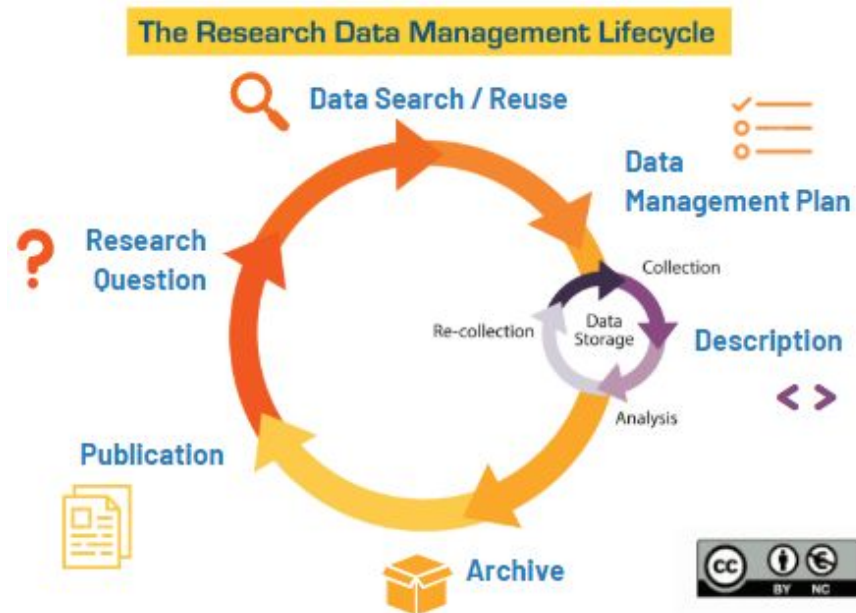 The Research Data Management Lifecycle
Data Search / Reuse
Data
Management Plan
Research
Question
Collection
Re-collection
Data
Storage
Description
Analysis
Publication
Archive
cc
BY NC